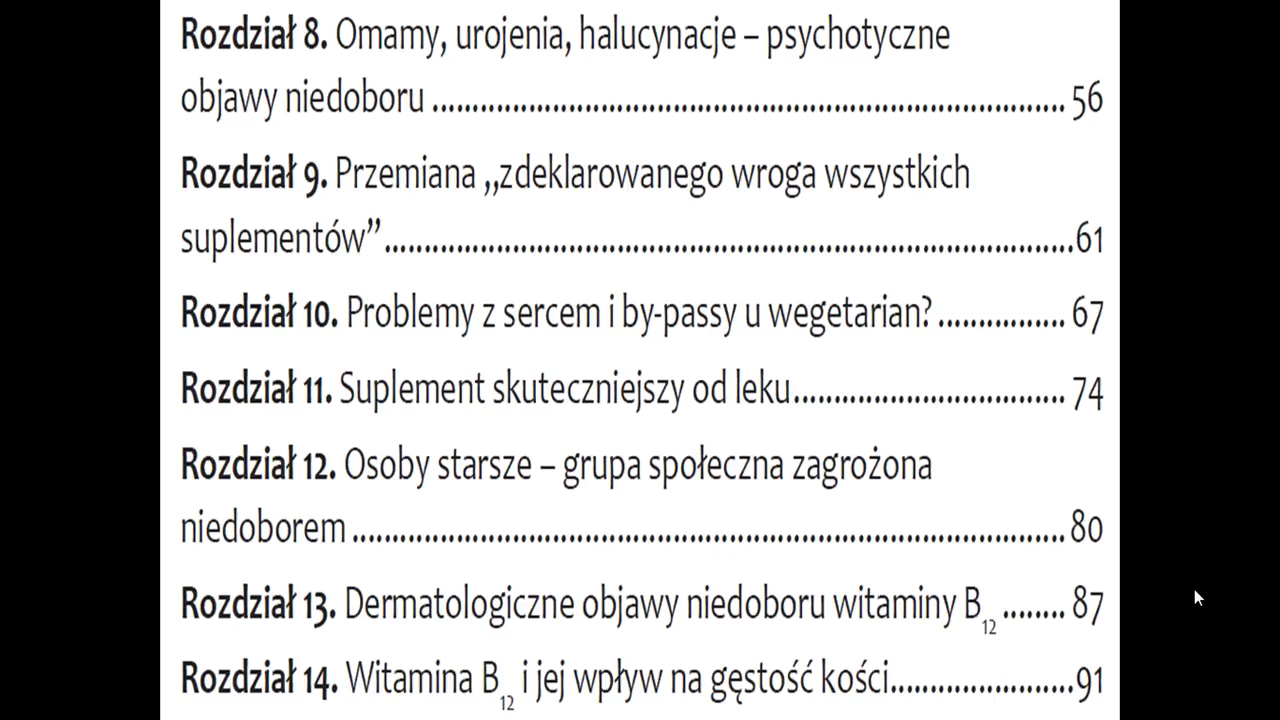 Rozdział 8. Omamy, urojenia, halucynacje – psychotyczne
objawy niedoboru ................................................................................ 56
Rozdział 9. Przemiana „zdeklarowanego wroga wszystkich
suplementów”.......................................................................................61
Rozdział 10. Problemy z sercem i by-passy u wegetarian? ................ 67
Rozdział 11. Suplement skuteczniejszy od leku.................................. 74
Rozdział 12. Osoby starsze – grupa społeczna zagrożona
niedoborem .......................................................................................... 80
Rozdział 13. Dermatologiczne objawy niedoboru witaminy B12 ........ 87
Rozdział 14. Witamina B12 i jej wpływ na gęstość kości.......................91